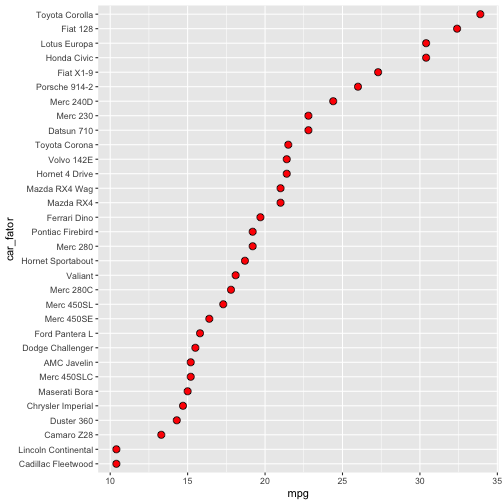 Toyota Corolla
Fiat 128
Lotus Europa
Honda Civic
Fiat X1-9
Porsche 914-2
Merc 240D
Merc 230
Datsun 710
Toyota Corona
Volvo 142E
Hornet 4 Drive
Mazda RX4 Wag
Mazda RX4
Ferrari Dino
Pontiac Firebird
Merc 280
Hornet Sportabout
Valiant
Merc 280C
Merc 450SL
Merc 450SE
Ford Pantera L
Dodge Challenger
AMC Javelin
Merc 450SLC
Maserati Bora
Chrysler Imperial
Duster 360
Camaro Z28
Lincoln Continental
Cadillac Fleetwood
car_fator
10 15 20 25 30 35
mpg